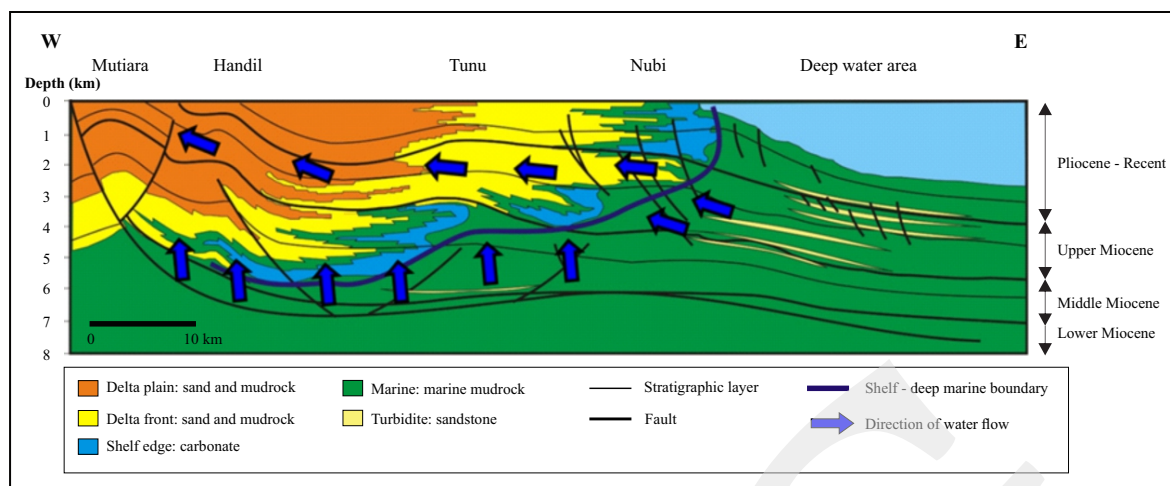 W E
Mutiara Handil Tunu Nubi Deep water area
Depth (km)
0
1
2
3
4
5
6
7
8
Pliocene - Recent
Upper Miocene
Middle Miocene
Lower Miocene
0 10 km
Delta plain: sand and mudrock Marine: marine mudrock Stratigraphic layer Shelf - deep marine boundary
Delta front: sand and mudrock Turbidite: sandstone Fault Direction of water flow
Shelf edge: carbonate